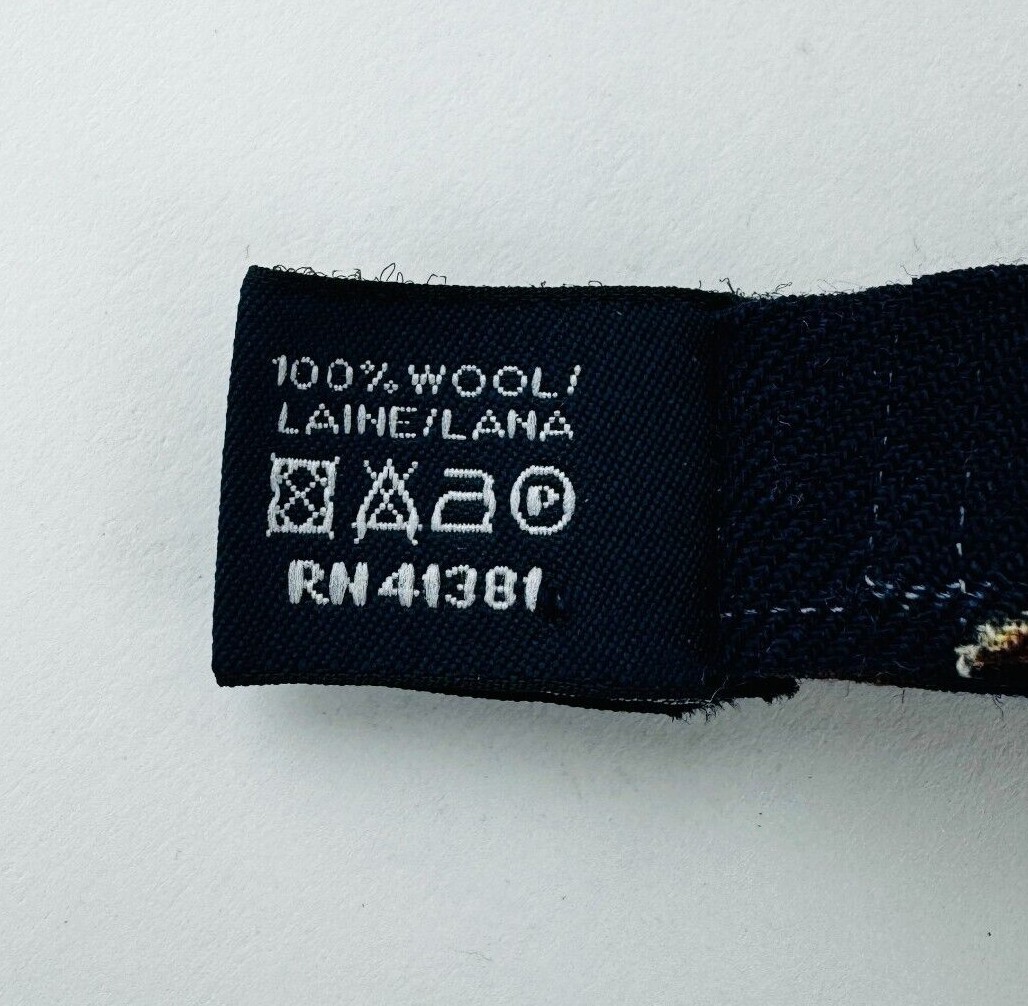 100% WOOL/
LAINE/LANA
P
RN 41381